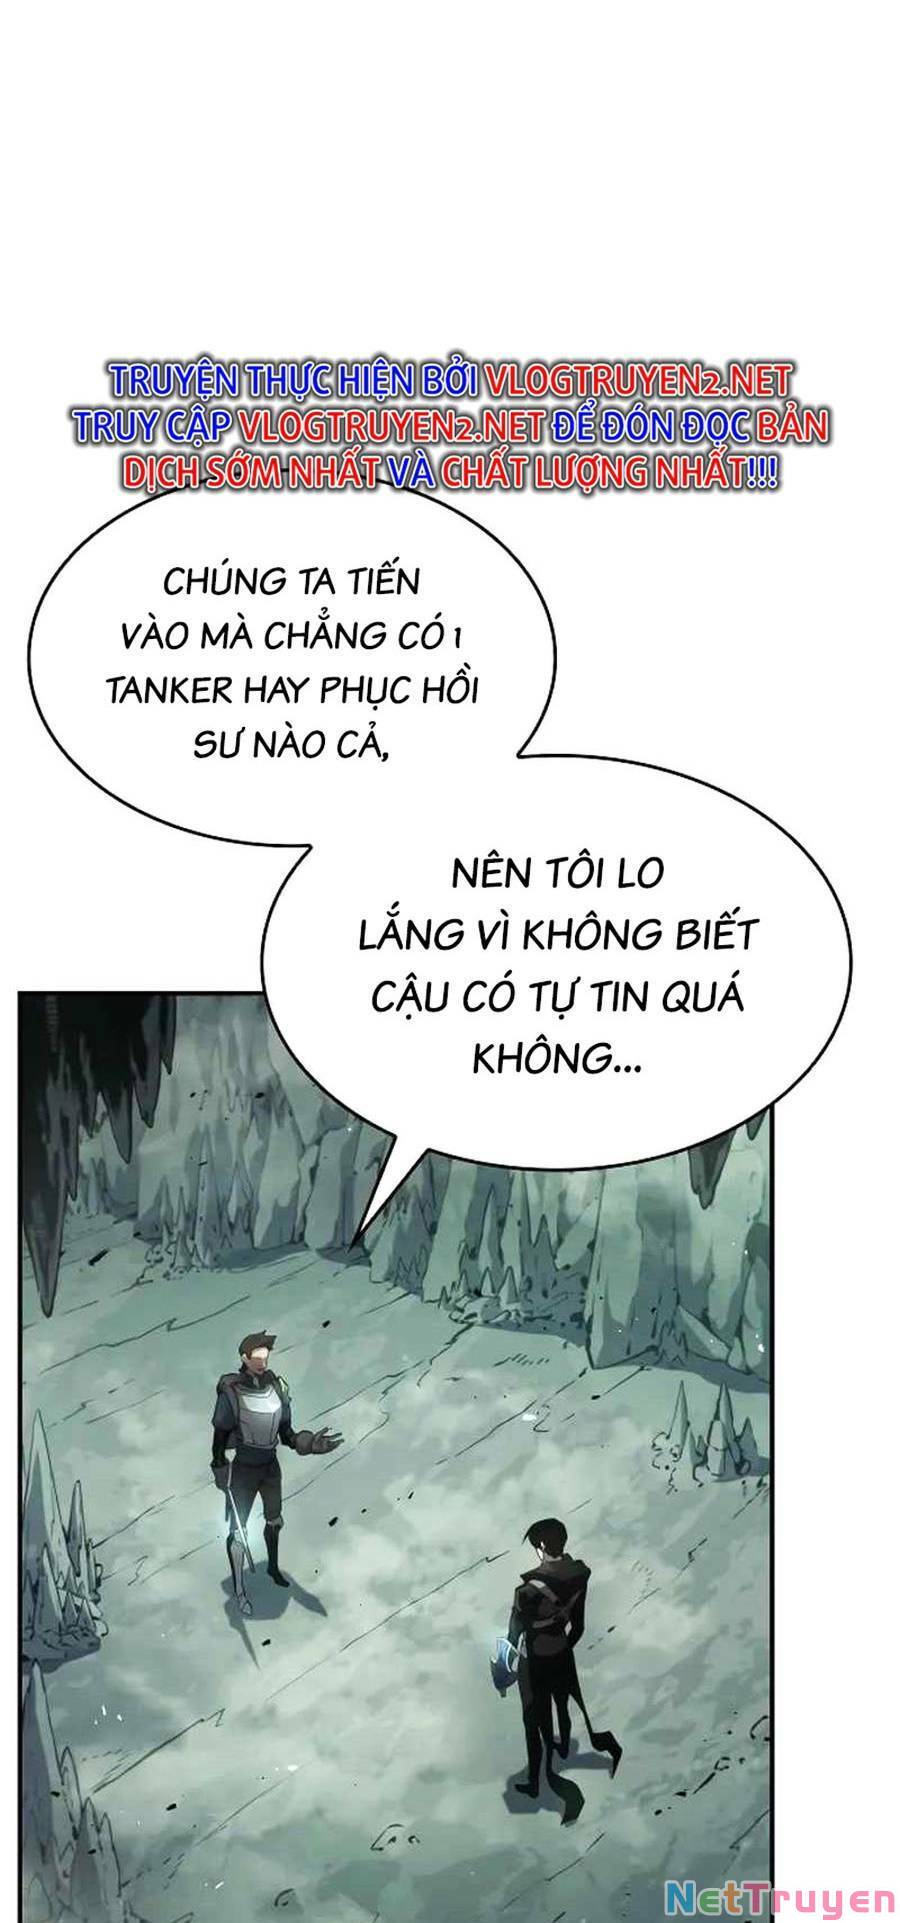 TRUYỆN THỰC HIỆN BỞI VLOGTRUYEN2.NET
TRUY CẬP VLOGTRUYEN2.NET ĐỂ ĐÓN ĐỌC BẢN
DỊCH SỚM NHẤT VÀ CHẤT LƯỢNG NHẤT!!!
CHÚNG TA TIẾN
VÀO MÀ CHẲNG CÓ 1
TANKER HAY PHỤC HỒI
SƯ NÀO CẢ,
NÊN TÔI LO
LẮNG VÌ KHÔNG BIẾT
CẬU CÓ TỰ TIN QUÁ
KHÔNG...
NetTruyen